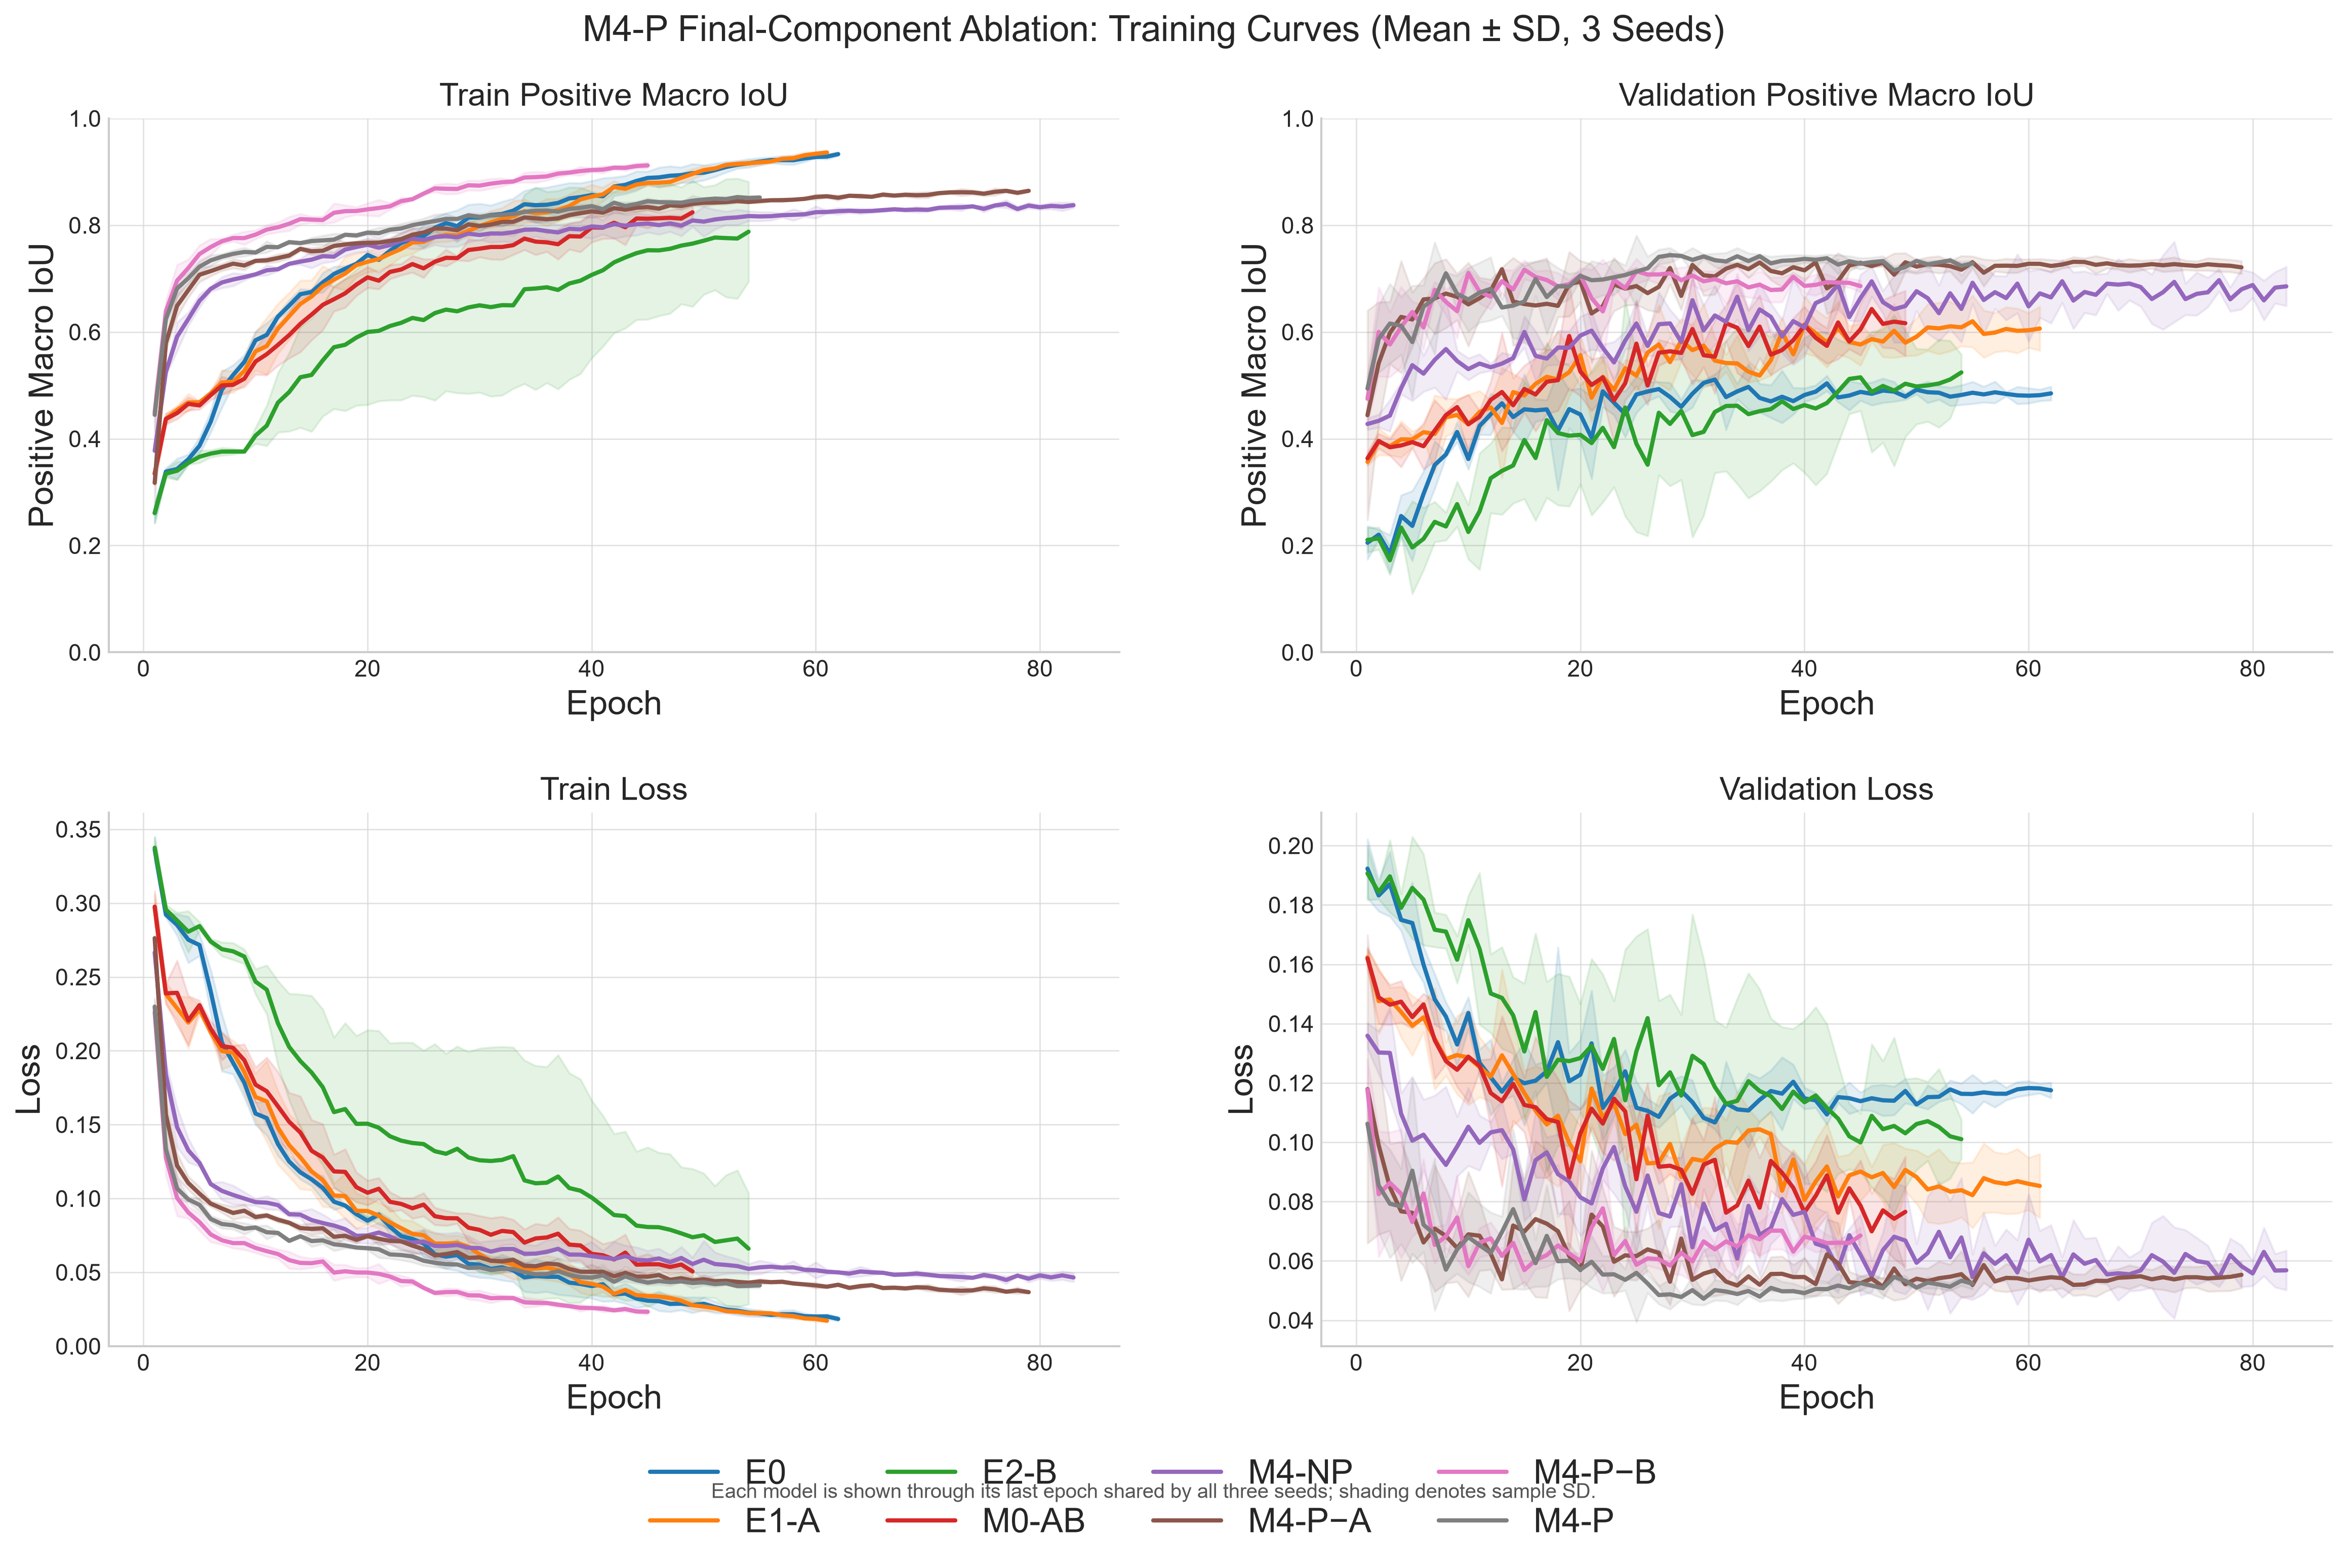 M4-P Final-Component Ablation: Training Curves (Mean ± SD, 3 Seeds)
Train Positive Macro IoU
Positive Macro IoU
1.0
0.8
0.6
0.4
0.2
0.0
0 20 40 60 80
Epoch
Validation Positive Macro IoU
Positive Macro IoU
1.0
0.8
0.6
0.4
0.2
0.0
0 20 40 60 80
Epoch
Train Loss
Loss
0.35
0.30
0.25
0.20
0.15
0.10
0.05
0.00
0 20 40 60 80
Epoch
Validation Loss
Loss
0.20
0.18
0.16
0.14
0.12
0.10
0.08
0.06
0.04
0 20 40 60 80
Epoch
E0 E2-B M4-NP M4-P−B
Each model is shown through its last epoch shared by all three seeds; shading denotes sample SD.
E1-A M0-AB M4-P−A M4-P